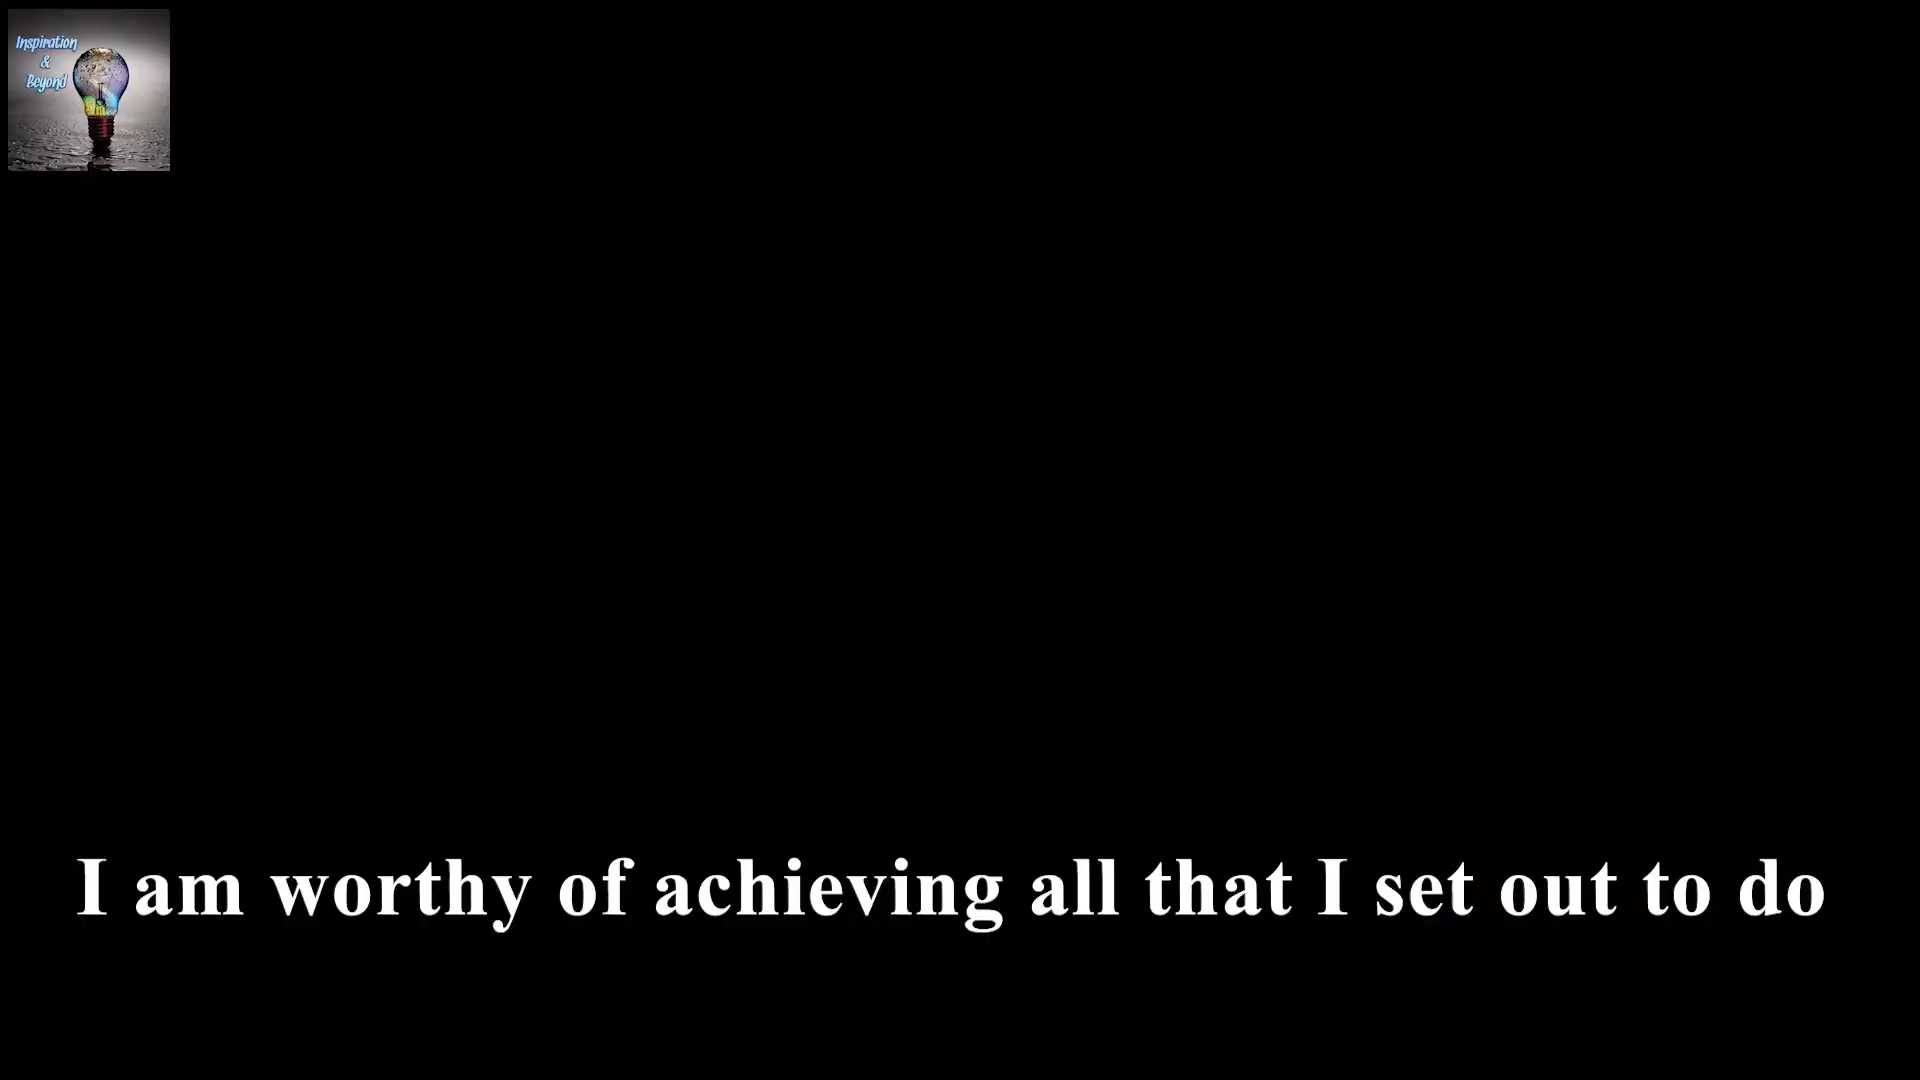 Inspiration
&
Beyond
I am worthy of achieving all that I set out to do